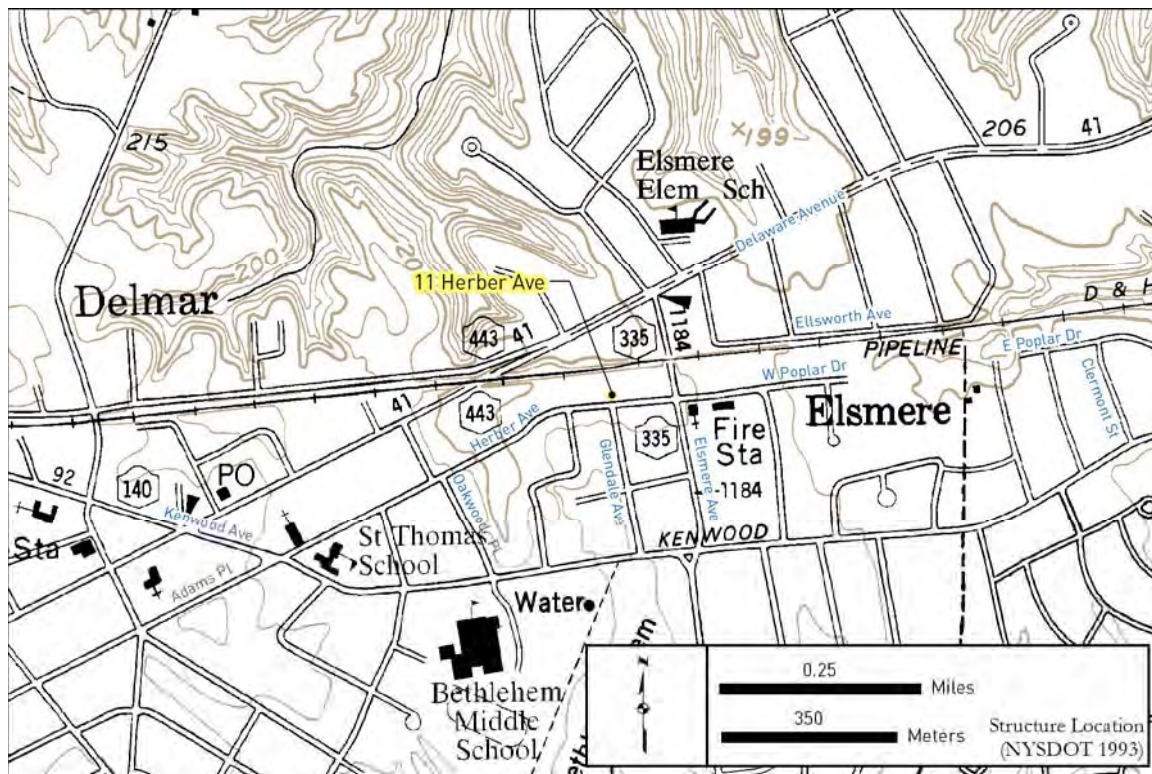 215
206
41
199
Elsmere
Elem Sch
Delaware Avenue
200
20
11 Herber Ave
Delmar
443
41
335
1184
Ellsworth Ave
D & H
PIPELINE
E Poplar Dr
W Poplar Dr
Clermont St
41
443
Herber Ave
335
Elsmere
Fire
Sta
Glendale Ave
Elsmere Ave
1184
92
140
PO
Kenwood Ave
Oakwood Pl
KENWOOD
Sta
St Thomas
School
Adams Pl
Water
Bethlehem
Middle
School
0.25
Miles
350
Meters
Structure Location
(NYSDOT 1993)